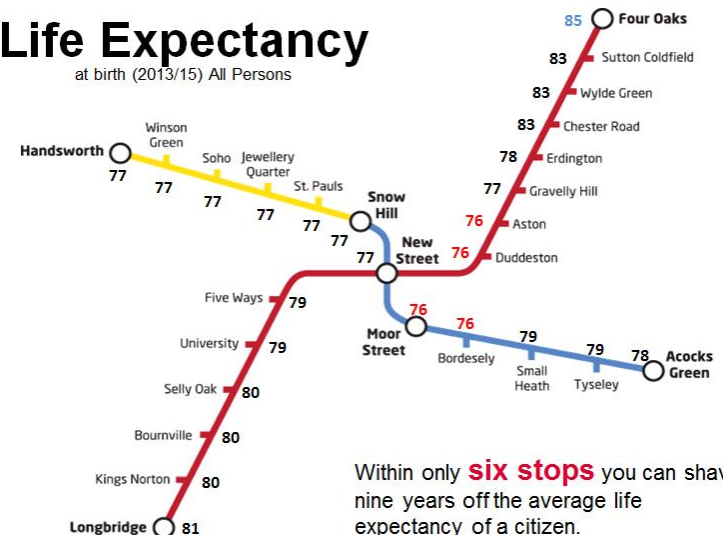 Life Expectancy
at birth (2013/15) All Persons
85 Four Oaks
83 Sutton Coldfield
83 Wylde Green
83 Chester Road
78 Erdington
77 Gravelly Hill
76 Aston
76 Duddeston
Handsworth
77
Winson
Green
77
Soho
77
Jewellery
Quarter
77
St. Pauls
77
Snow
Hill
77
New
Street
77
Five Ways 79
University 79
Selly Oak 80
Bournville 80
Kings Norton 80
Longbridge 81
76
Moor
Street
76
Bordesely
79
Small
Heath
79
Tyseley
78
Acocks
Green
Within only six stops you can shav
nine years off the average life
expectancy of a citizen.